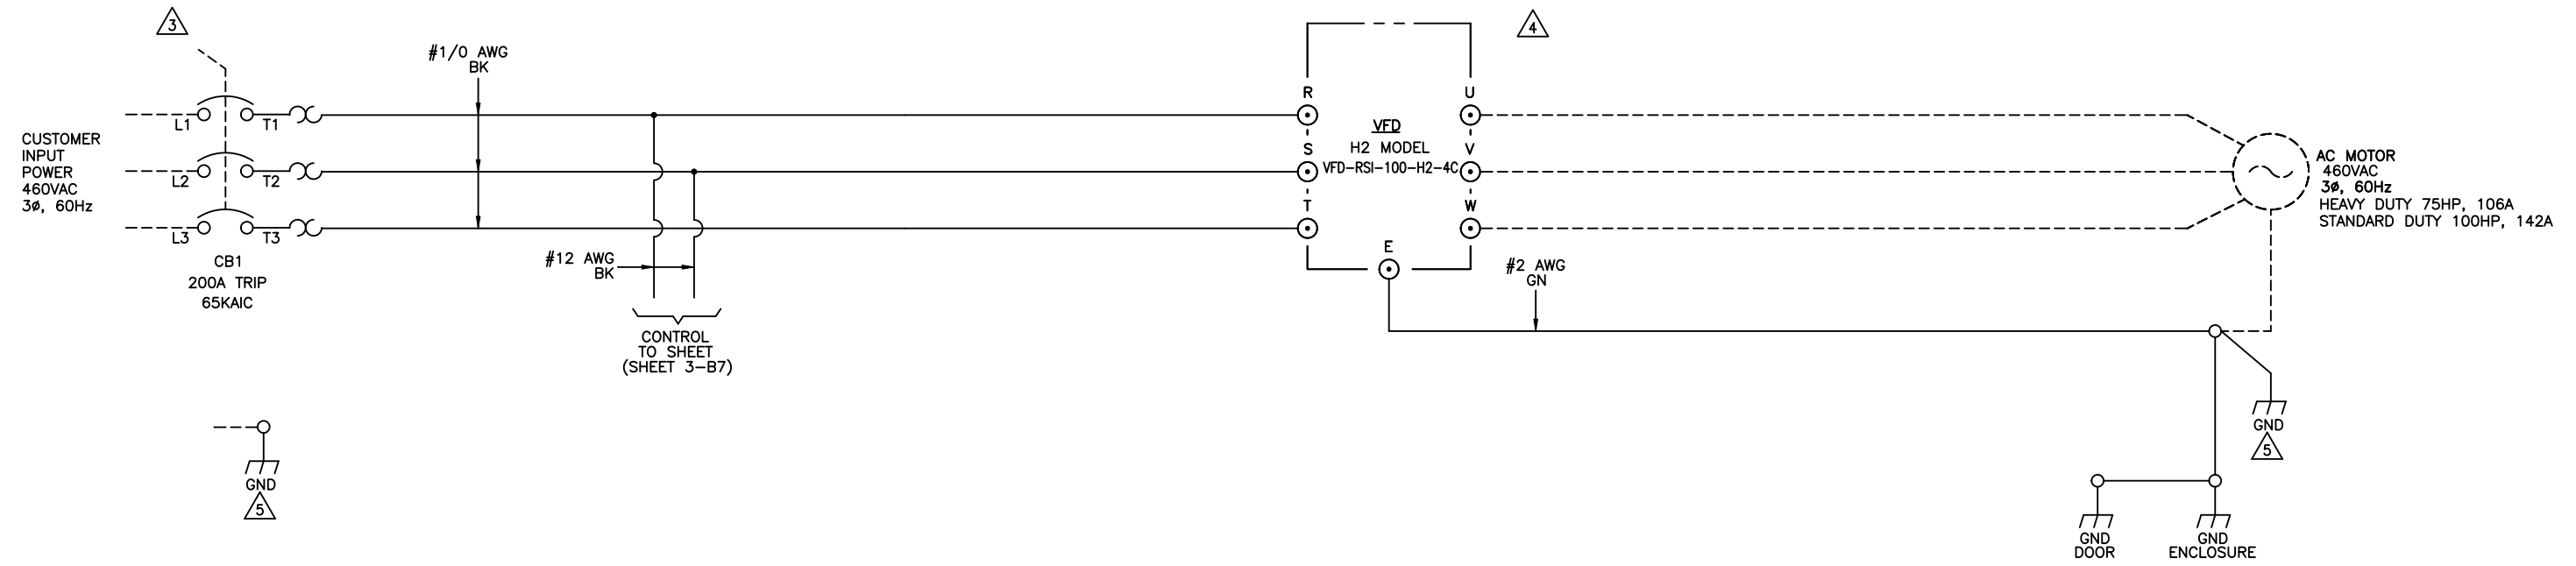 3
#1/0 AWG
BK
CUSTOMER
INPUT
POWER
460VAC
3ø, 60Hz
L1
T1
L2
T2
L3
T3
CB1
200A TRIP
65KAIC
#12 AWG
BK
CONTROL
TO SHEET
(SHEET 3-B7)
GND
5
4
R
U
VFD
H2 MODEL
VFD-RSI-100-H2-4C
S
V
T
W
E
#2 AWG
GN
AC MOTOR
460VAC
3ø, 60Hz
HEAVY DUTY 75HP, 106A
STANDARD DUTY 100HP, 142A
GND
5
GND
DOOR
GND
ENCLOSURE